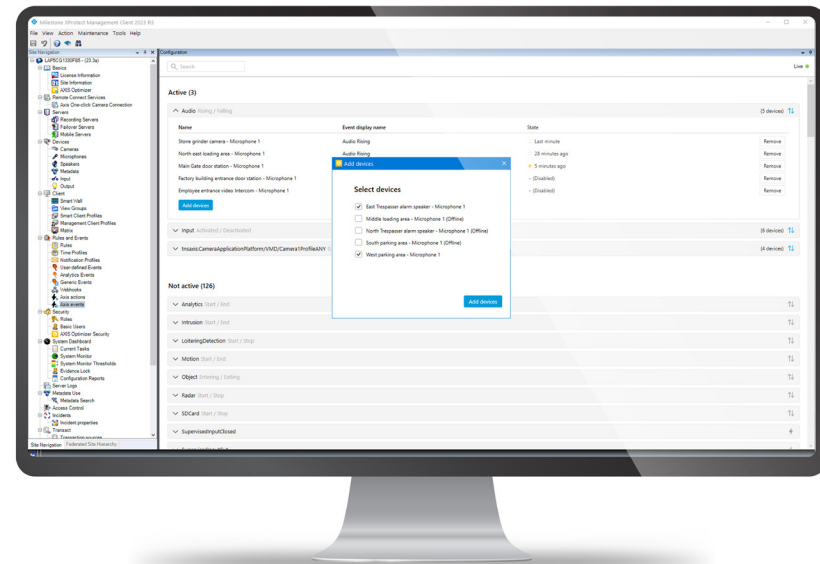 Milestone XProtect Management Client 2023 R3
File View Action Maintenance Tools Help
Site Navigation
Configuration
LAP5CG1330FB5 - (23.3a)
Basics
License Information
Site Information
AXIS Optimizer
Remote Connect Services
Axis One-click Camera Connection
Servers
Recording Servers
Failover Servers
Mobile Servers
Devices
Cameras
Microphones
Speakers
Metadata
Input
Output
Client
Smart Wall
View Groups
Smart Client Profiles
Management Client Profiles
Matrix
Rules and Events
Rules
Time Profiles
Notification Profiles
User-defined Events
Analytics Events
Generic Events
Webhooks
Axis actions
Axis events
Security
Roles
Basic Users
AXIS Optimizer Security
System Dashboard
Current Tasks
System Monitor
System Monitor Thresholds
Evidence Lock
Configuration Reports
Server Logs
Metadata Use
Metadata Search
Access Control
Incidents
Incident properties
Transact
Transaction sources
Site Navigation Federated Site Hierarchy
Search
Live
Active (3)
Audio Rising / Falling (5 devices)
Name Event display name State
Stone grinder camera - Microphone 1 Audio Rising Last minute Remove
North east loading area - Microphone 1 Audio Rising 28 minutes ago Remove
Main Gate door station - Microphone 1 5 minutes ago Remove
Factory building entrance door station - Microphone 1 - (Disabled) Remove
Employee entrance video Intercom - Microphone 1 - (Disabled) Remove
Add devices
Input Activated / Deactivated (6 devices)
tnsaxis:CameraApplicationPlatform/VMD/Camera1ProfileANY (4 devices)
Add devices
Select devices
East Trespasser alarm speaker - Microphone 1
Middle loading area - Microphone 1 (Offline)
North Trespasser alarm speaker - Microphone 1 (Offline)
South parking area - Microphone 1 (Offline)
West parking area - Microphone 1
Add devices
Not active (126)
Analytics Start / End
Intrusion Start / End
LoiteringDetection Start / Stop
Motion Start / End
Object Entering / Exiting
Radar Start / Stop
SDCard Start / Stop
SupervisedInputClosed